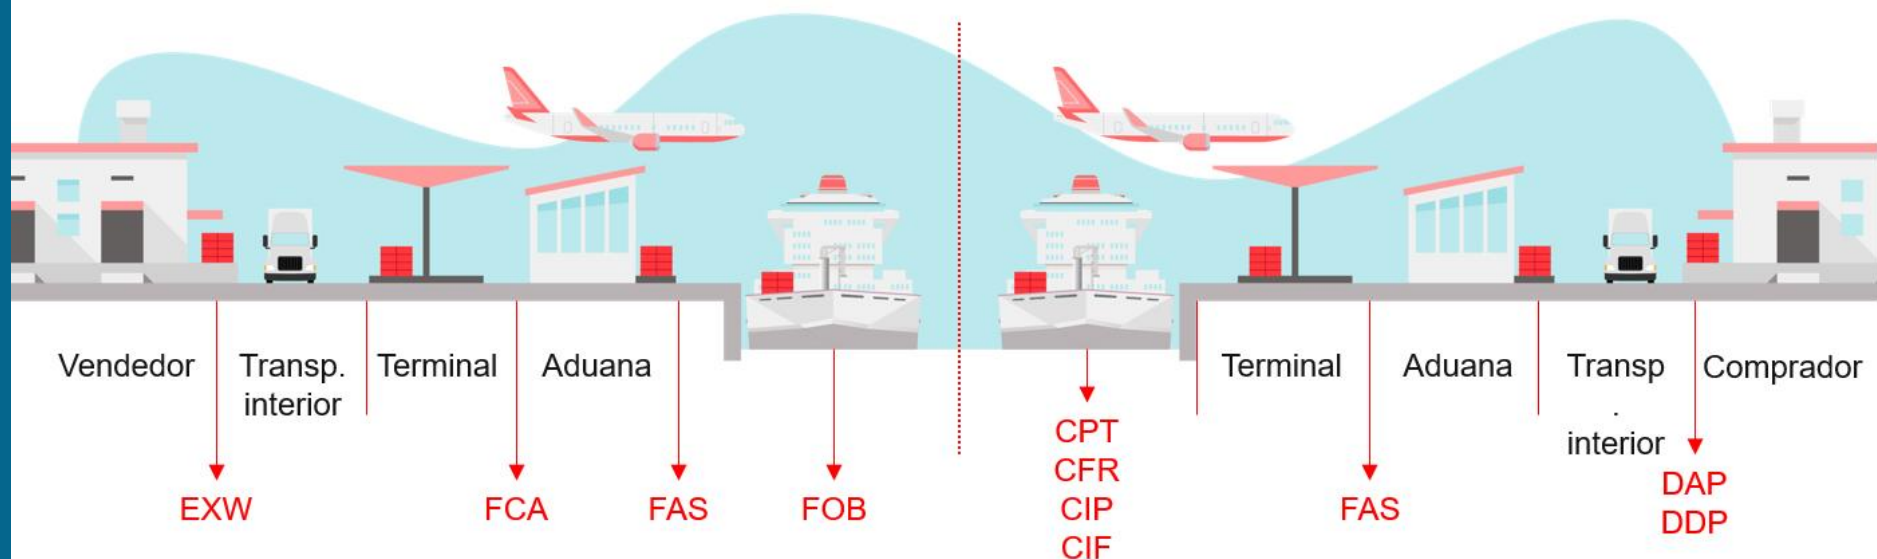 Vendedor
Transp.
interior
Terminal
Aduana
Terminal
Aduana
Transp
.
interior
Comprador
EXW
FCA
FAS
FOB
CPT
CFR
CIP
CIF
FAS
DAP
DDP